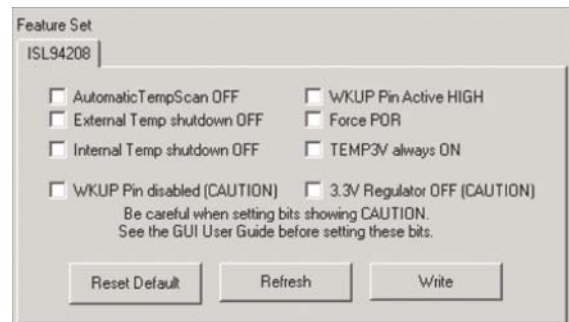 Feature Set
ISL94208
AutomaticTempScan OFF
WKUP Pin Active HIGH
External Temp shutdown OFF
Force POR
Internal Temp shutdown OFF
TEMP3V always ON
WKUP Pin disabled (CAUTION)
3.3V Regulator OFF (CAUTION)
Be careful when setting bits showing CAUTION.
See the GUI User Guide before setting these bits.
Reset Default
Refresh
Write